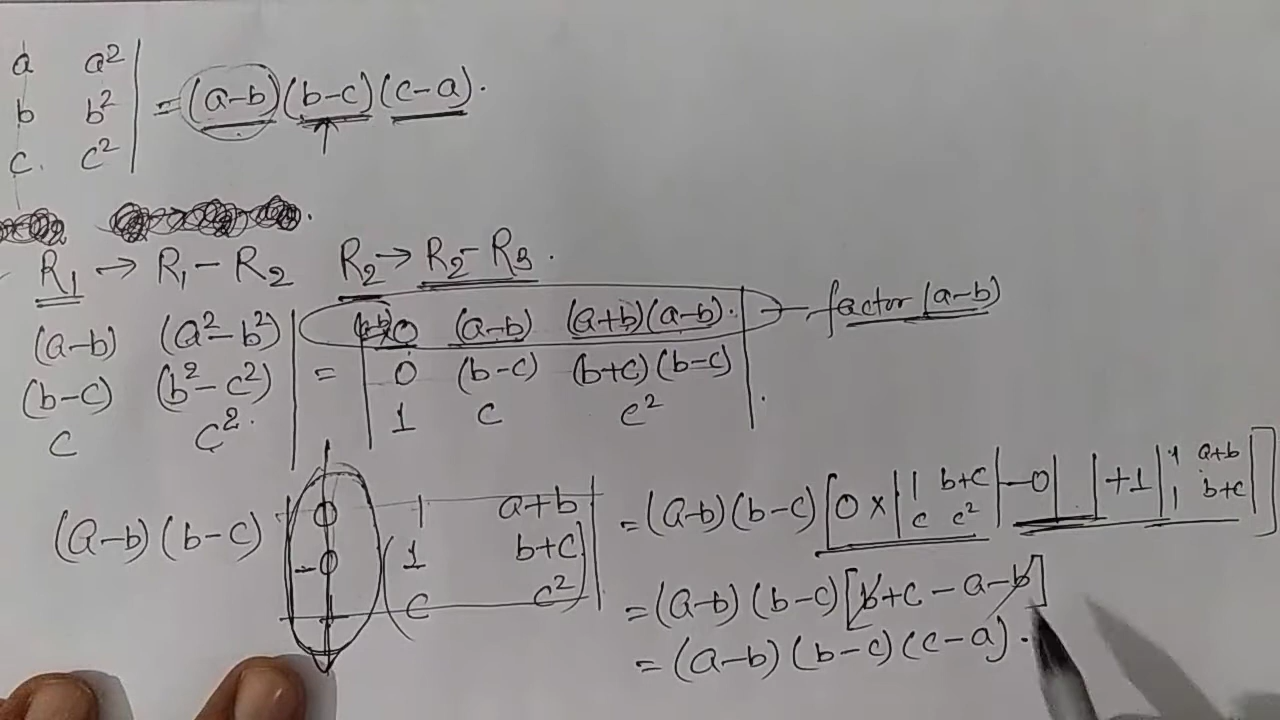 a a² |
b b² | = (a-b)(b-c)(c-a).
c. c² |
R₁ → R₁ - R₂ R₂ → R₂ - R₃.
(a-b) (a²-b²) | | 0 (a-b) (a+b)(a-b). | → factor (a-b)
(b-c) (b²-c²) | = | 0 (b-c) (b+c)(b-c) |
c c². | | 1 c c² | .
(a-b)(b-c) | 0 1 a+b |
| -0 1 b+c |
| 1 c c² |
= (a-b)(b-c)[0×| 1 b+c |-0| |+1| 1 a+b |]
| c c² | | 1 b+c |
= (a-b)(b-c)[b+c-a-b]
= (a-b)(b-c)(c-a).